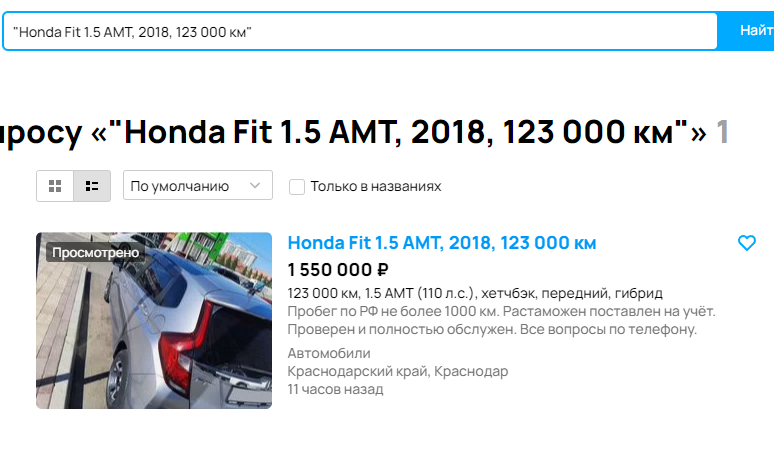 "Honda Fit 1.5 AMT, 2018, 123 000 км"
Найт
просу «"Honda Fit 1.5 AMT, 2018, 123 000 км"» 1
По умолчанию
Только в названиях
Просмотрено
Honda Fit 1.5 AMT, 2018, 123 000 км
1 550 000 ₽
123 000 км, 1.5 AMT (110 л.с.), хетчбэк, передний, гибрид
Пробег по РФ не более 1000 км. Растаможен поставлен на учёт.
Проверен и полностью обслужен. Все вопросы по телефону.
Автомобили
Краснодарский край, Краснодар
11 часов назад